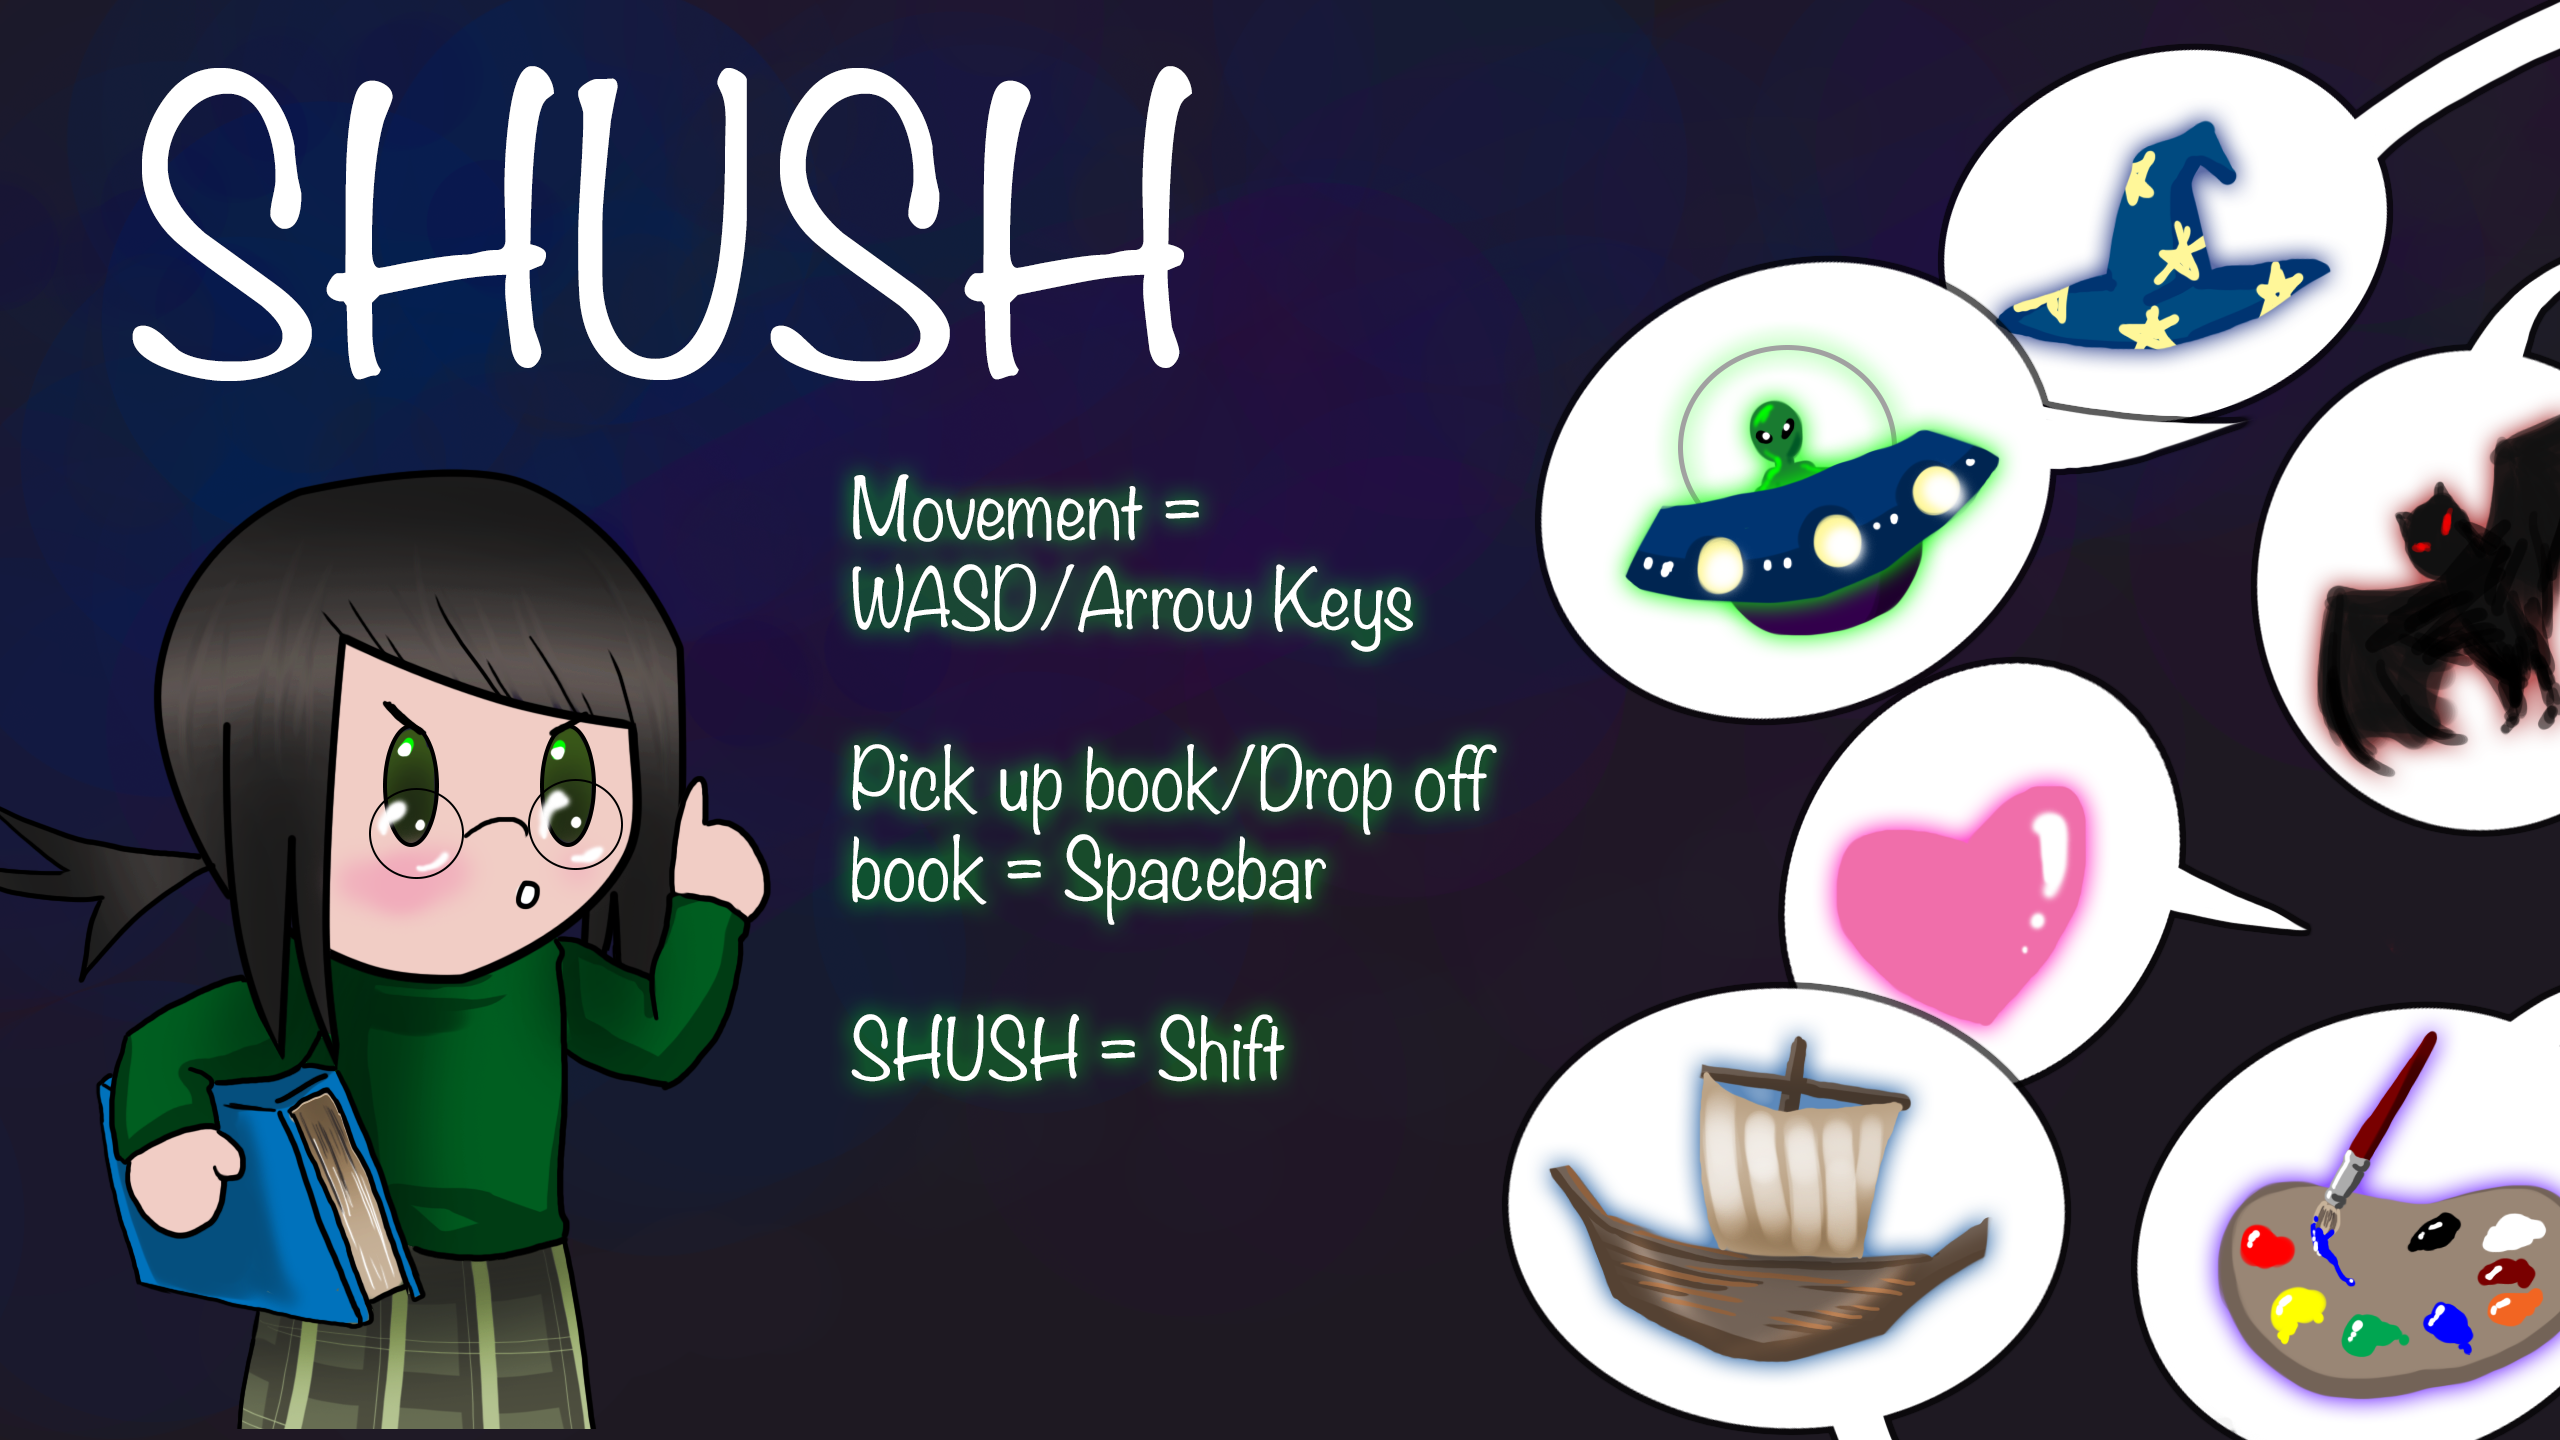 SHUSH
Movement =
WASD/Arrow Keys
Pick up book/Drop off
book = Spacebar
SHUSH = Shift